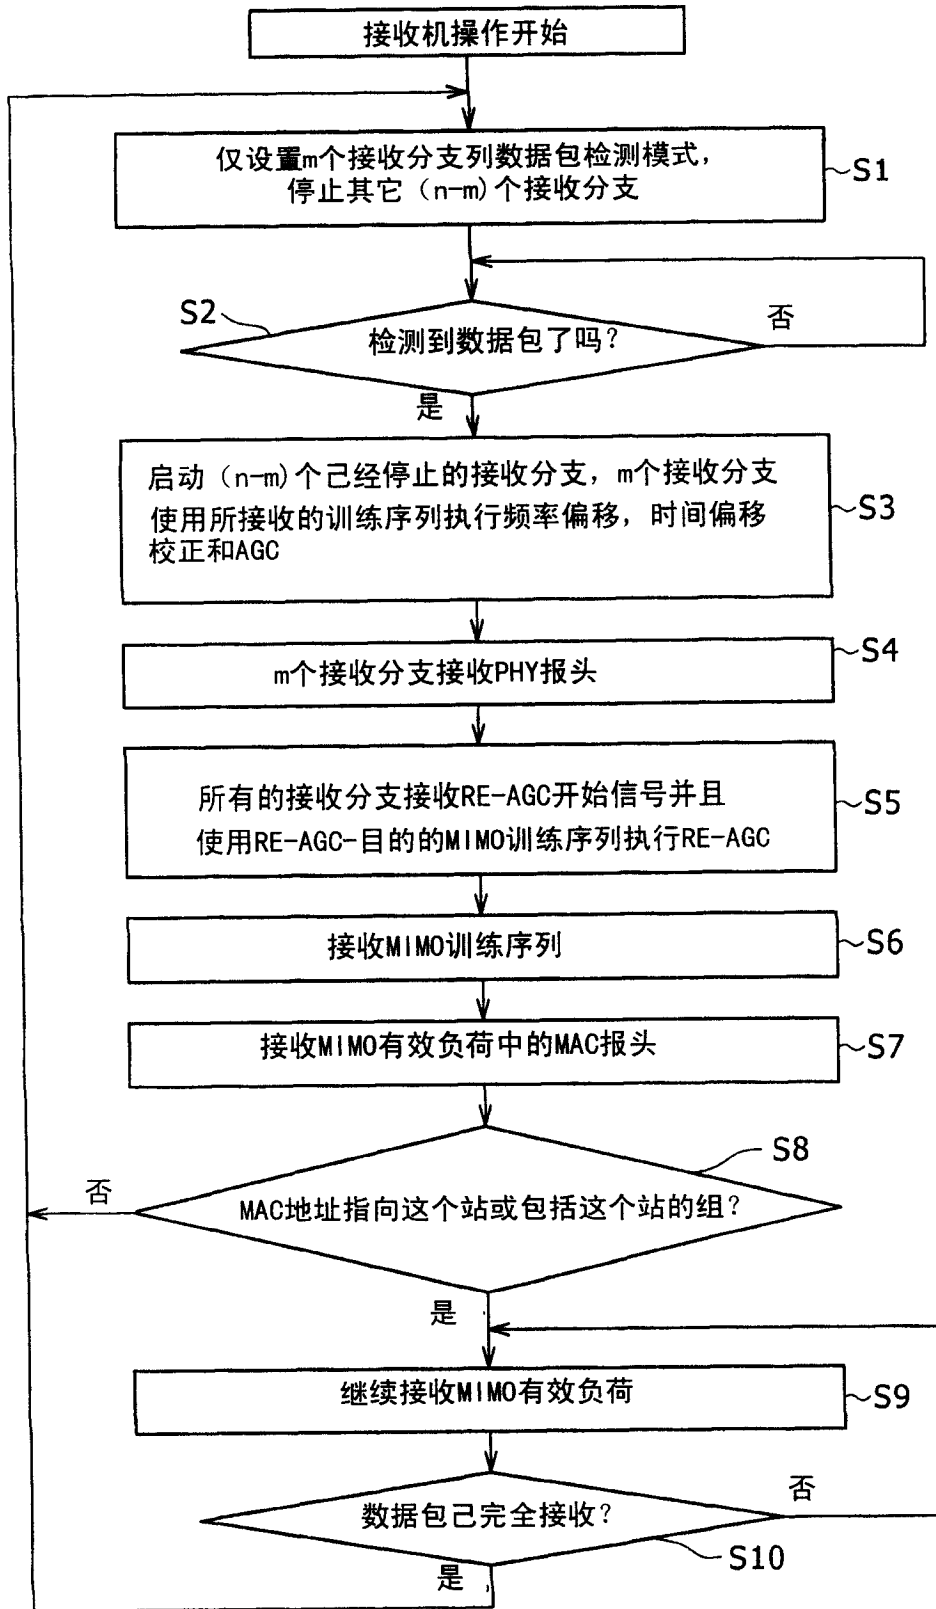 接收机操作开始
仅设置m个接收分支列数据包检测模式，
停止其它（n-m)个接收分支
S1
S2
检测到数据包了吗？
否
是
启动（n-m)个己经停止的接收分支，m个接收分支
使用所接收的训练序列执行频率偏移，时间偏移
校正和AGC
S3
m个接收分支接收PHY报头
S4
所有的接收分支接收RE-AGC开始信号并且
使用RE-AGC-目的的MIMO训练序列执行RE-AGC
S5
接收MIMO训练序列
S6
接收MIMO有效负荷中的MAC报头
S7
S8
否
MAC地址指向这个站或包括这个站的组？
是
继续接收MIMO有效负荷
S9
数据包己完全接收？
否
S10
是